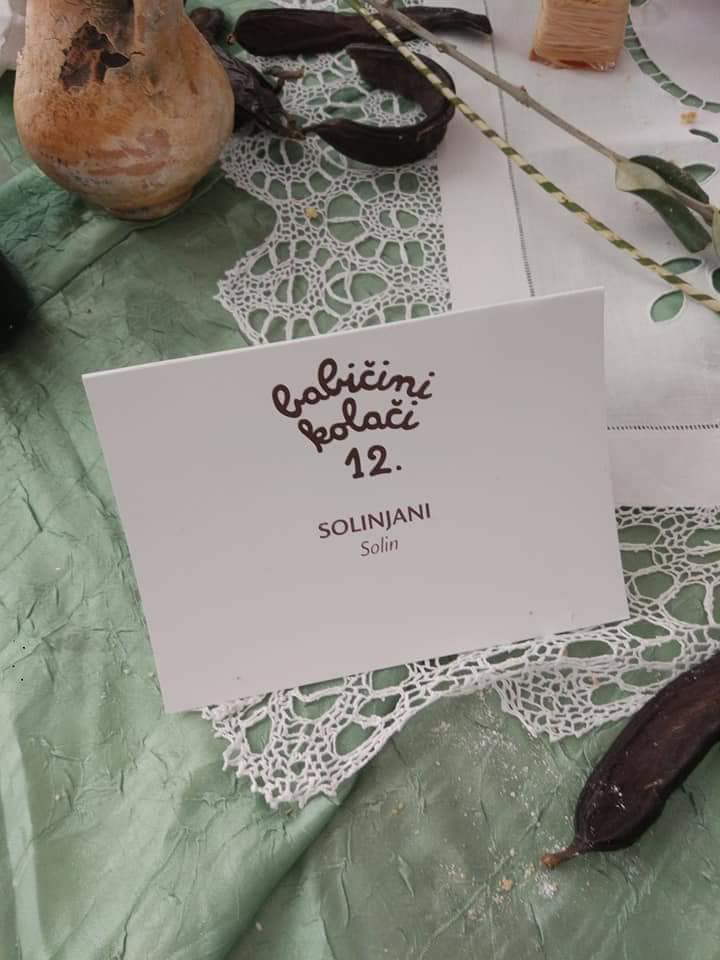 babičini
kolači
12.
SOLINJANI
Solin